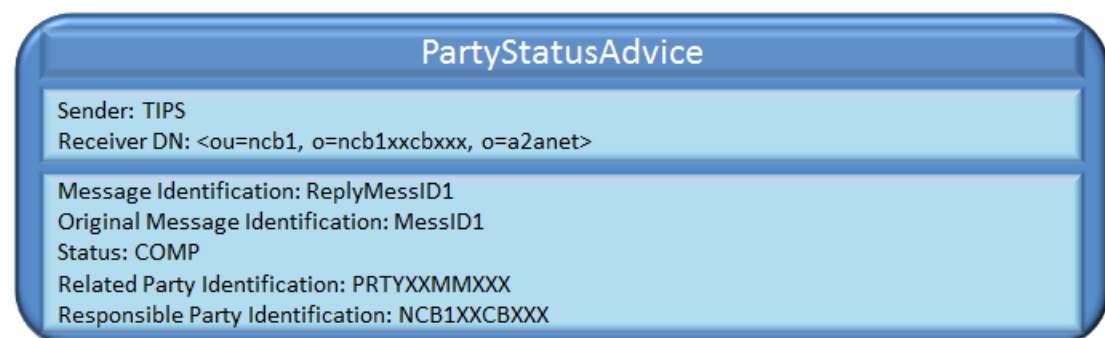 PartyStatusAdvice
Sender: TIPS
Receiver DN: <ou=ncb1, o=ncb1xxcbxxx, o=a2anet>
Message Identification: ReplyMessID1
Original Message Identification: MessID1
Status: COMP
Related Party Identification: PRTYXXMMXXX
Responsible Party Identification: NCB1XXCBXXX